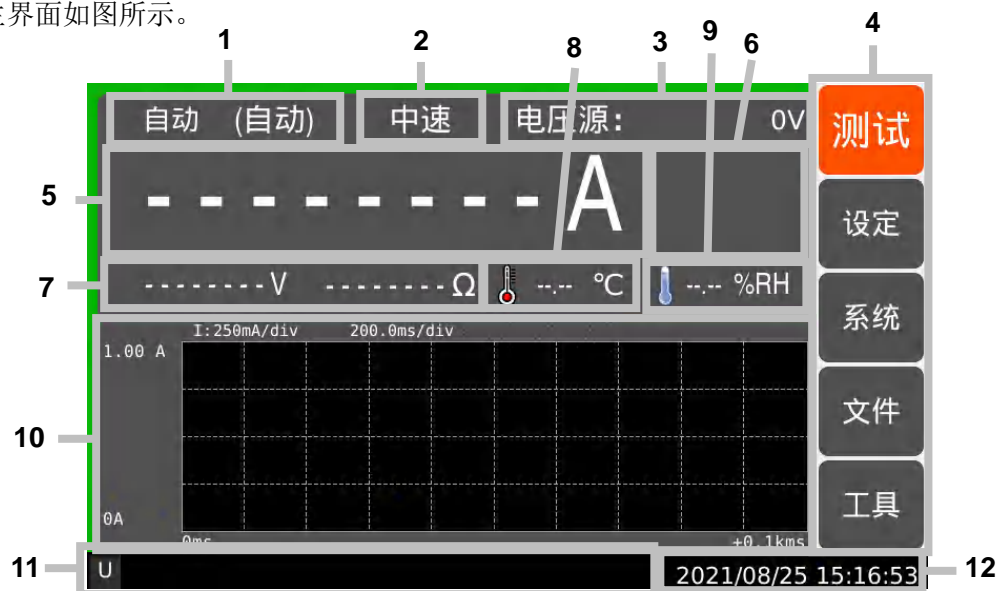 主界面如图所示。
1 2 8 3 9 6 4
自动 (自动) 中速 电压源: 0V 测试
5 - - - - - - - - A
设定
7 --------V --------Ω --.-- ℃ --.-- %RH
系统
I:250mA/div 200.0ms/div
1.00 A
文件
10
工具
0A
0ms +0.1kms
11 U 2021/08/25 15:16:53 12